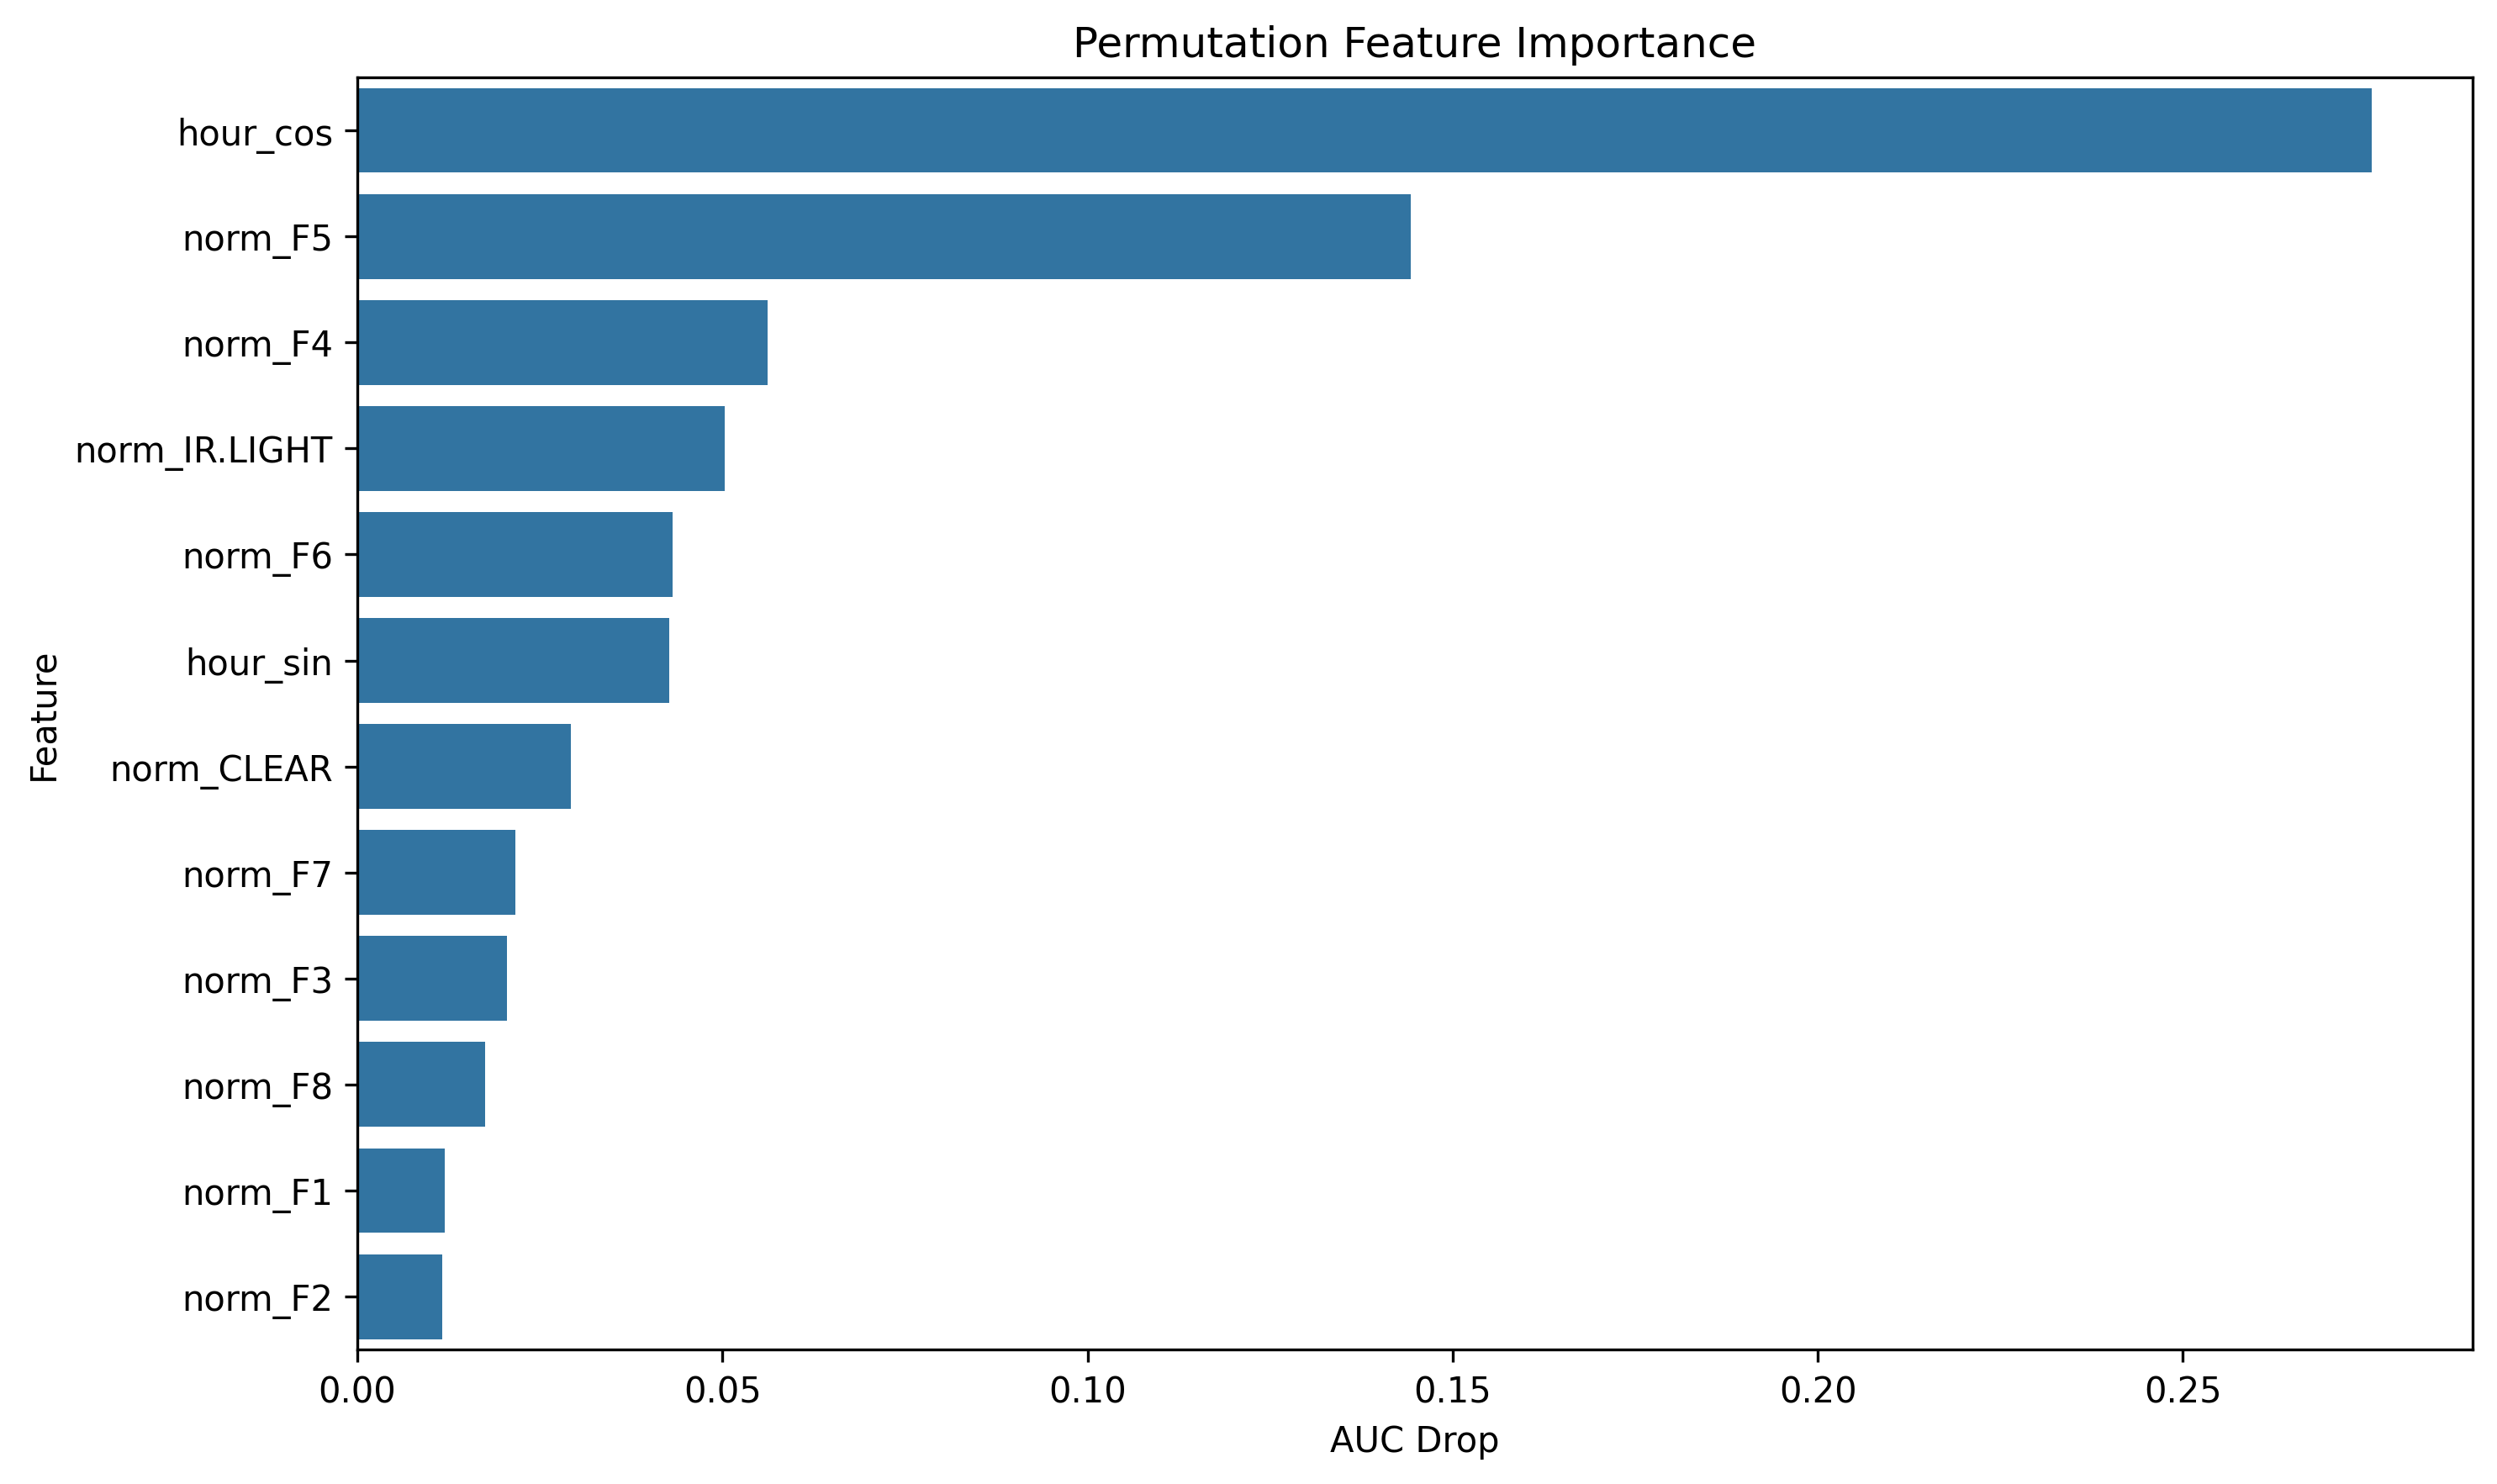 Permutation Feature Importance
Feature
hour_cos
norm_F5
norm_F4
norm_IR.LIGHT
norm_F6
hour_sin
norm_CLEAR
norm_F7
norm_F3
norm_F8
norm_F1
norm_F2
0.00 0.05 0.10 0.15 0.20 0.25
AUC Drop